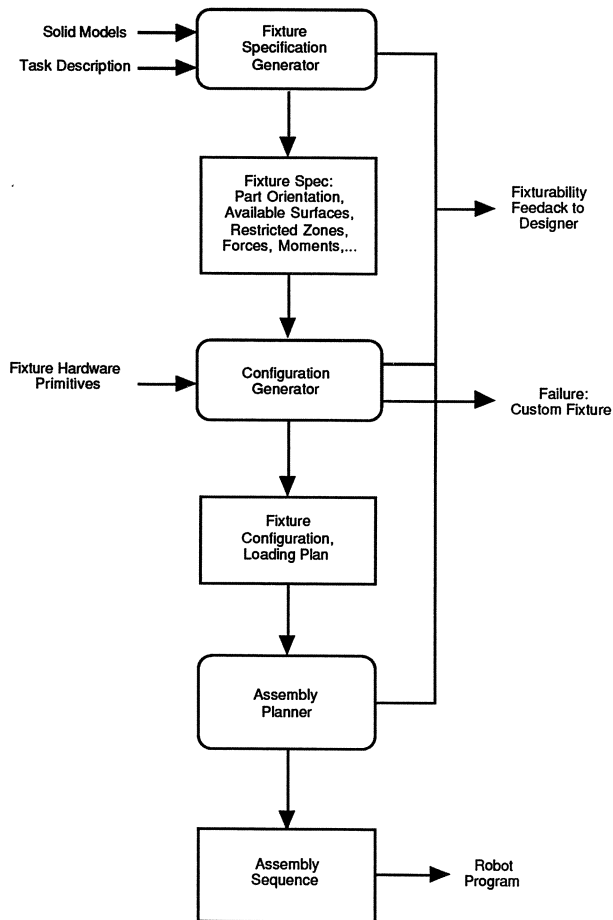 Solid Models
Task Description
Fixture
Specification
Generator
Fixture Spec:
Part Orientation,
Available Surfaces,
Restricted Zones,
Forces, Moments,...
Fixturability
Feedack to
Designer
Fixture Hardware
Primitives
Configuration
Generator
Failure:
Custom Fixture
Fixture
Configuration,
Loading Plan
Assembly
Planner
Assembly
Sequence
Robot
Program